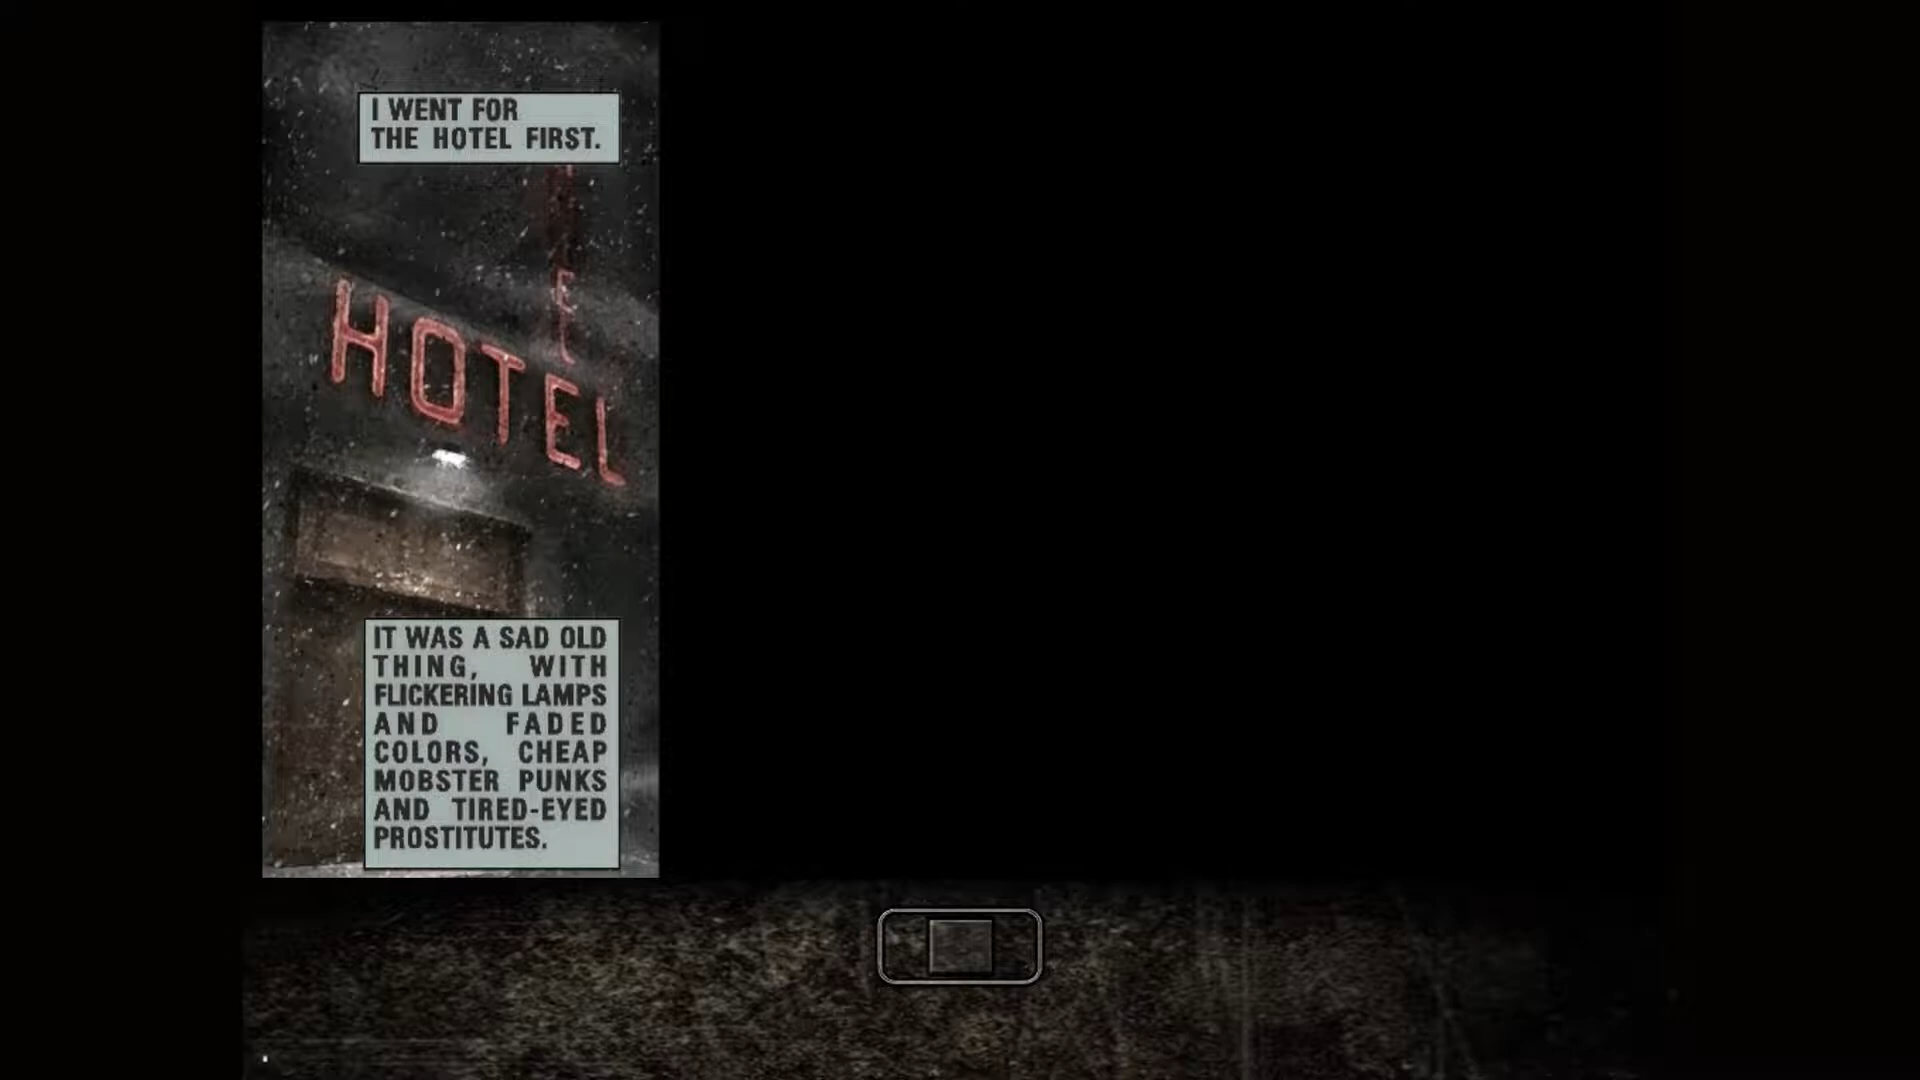 I WENT FOR
THE HOTEL FIRST.
HOTEL
IT WAS A SAD OLD
THING, WITH
FLICKERING LAMPS
AND FADED
COLORS, CHEAP
MOBSTER PUNKS
AND TIRED-EYED
PROSTITUTES.